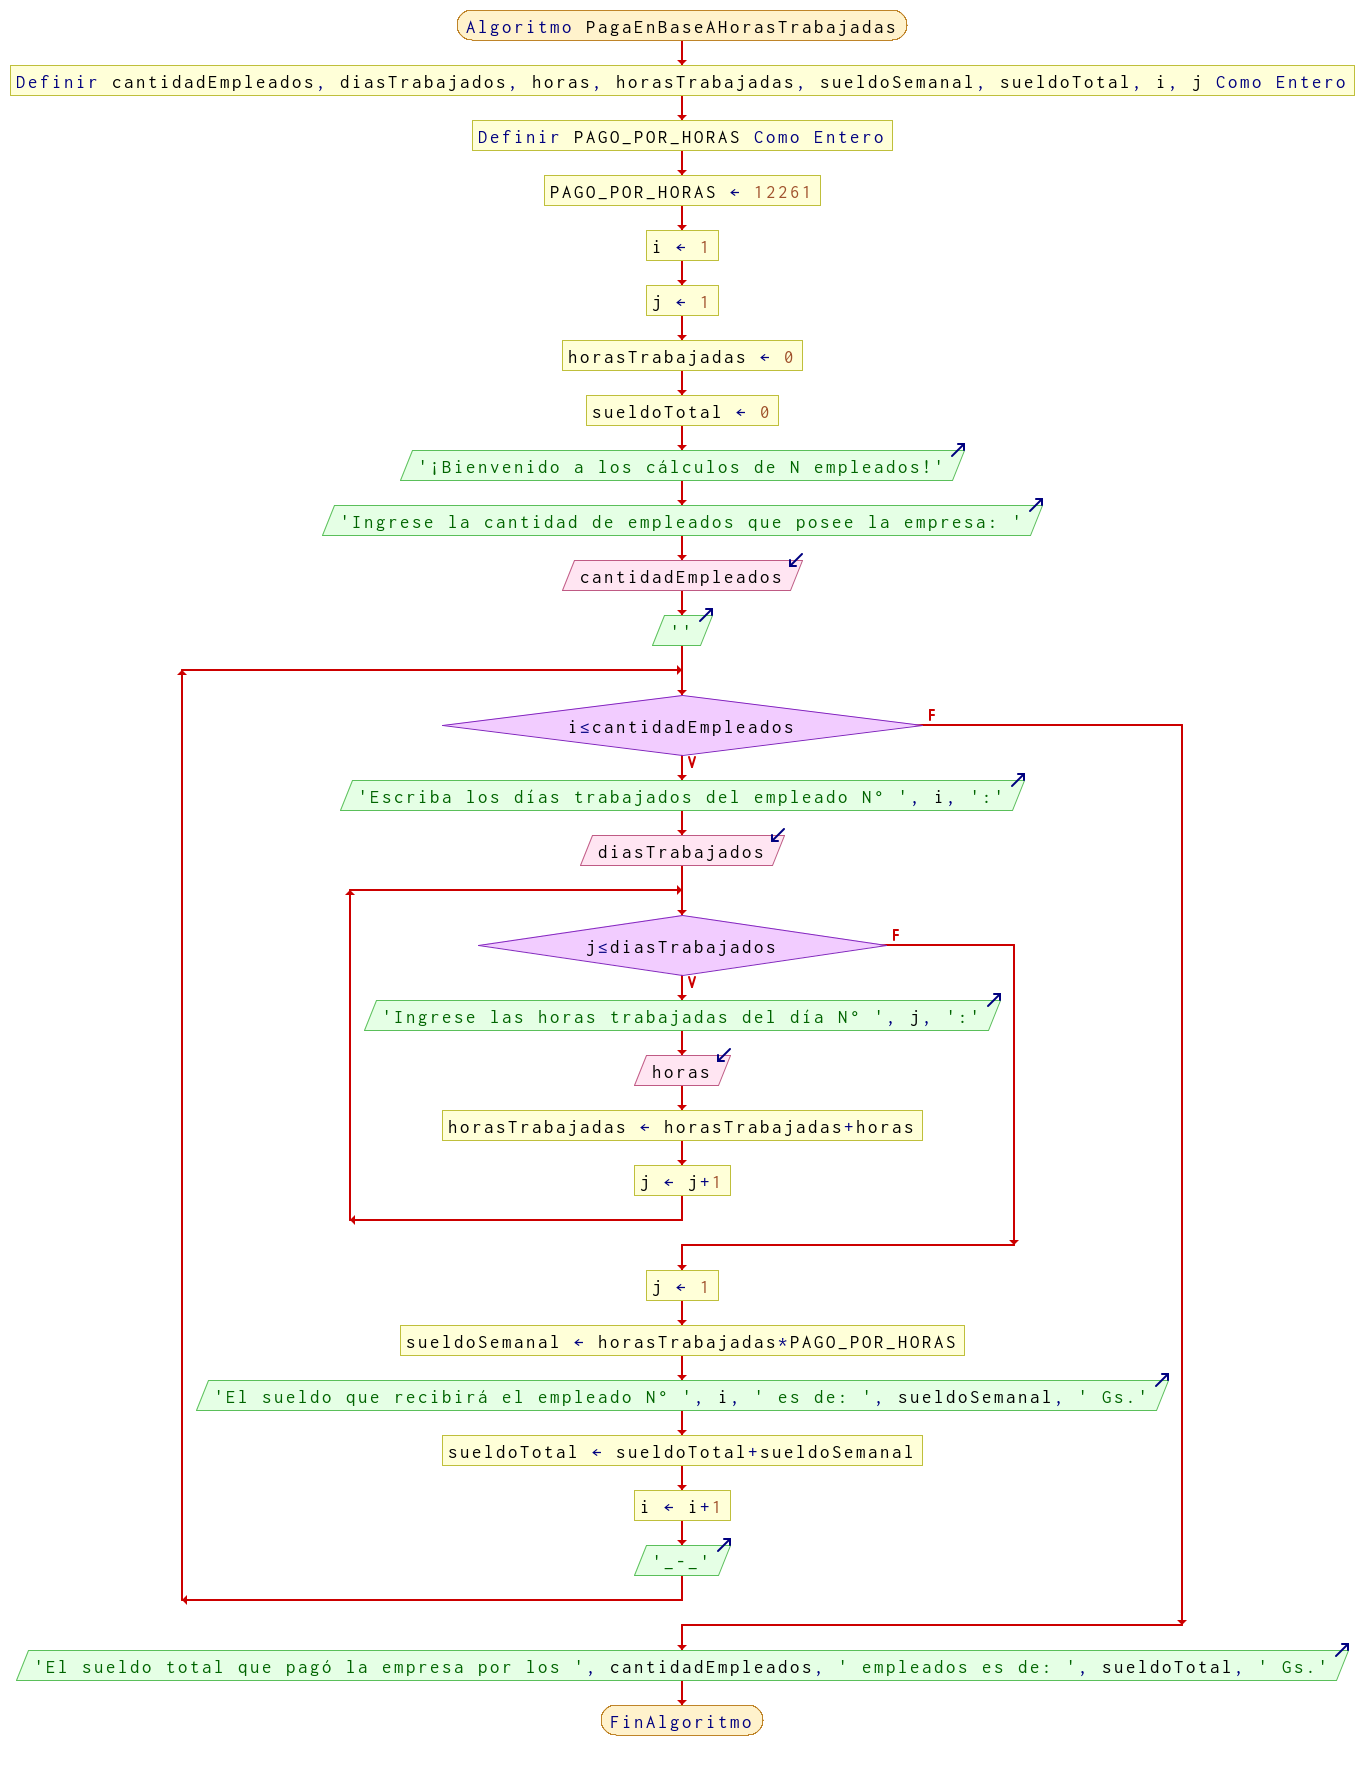 Algoritmo PagaEnBaseAHorasTrabajadas
Definir cantidadEmpleados, diasTrabajados, horas, horasTrabajadas, sueldoSemanal, sueldoTotal, i, j Como Entero
Definir PAGO_POR_HORAS Como Entero
PAGO_POR_HORAS ← 12261
i ← 1
j ← 1
horasTrabajadas ← 0
sueldoTotal ← 0
'¡Bienvenido a los cálculos de N empleados!'
'Ingrese la cantidad de empleados que posee la empresa: '
cantidadEmpleados
''
i≤cantidadEmpleados
F
V
'Escriba los días trabajados del empleado N° ', i, ':'
diasTrabajados
j≤diasTrabajados
F
V
'Ingrese las horas trabajadas del día N° ', j, ':'
horas
horasTrabajadas ← horasTrabajadas+horas
j ← j+1
j ← 1
sueldoSemanal ← horasTrabajadas*PAGO_POR_HORAS
'El sueldo que recibirá el empleado N° ', i, ' es de: ', sueldoSemanal, ' Gs.'
sueldoTotal ← sueldoTotal+sueldoSemanal
i ← i+1
'_-_'
'El sueldo total que pagó la empresa por los ', cantidadEmpleados, ' empleados es de: ', sueldoTotal, ' Gs.'
FinAlgoritmo